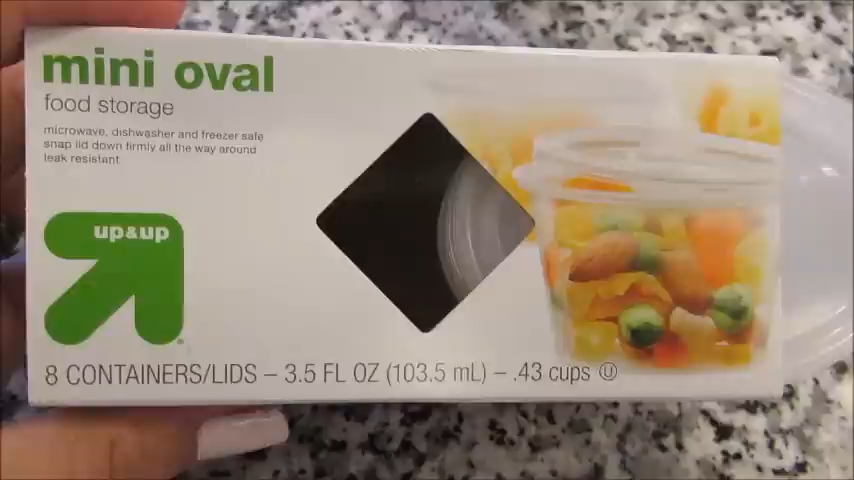 mini oval
food storage
microwave, dishwasher and freezer safe
snap lid down firmly all the way around
leak resistant
up&up
8 CONTAINERS/LIDS – 3.5 FL OZ (103.5 mL) – .43 cups Ⓤ